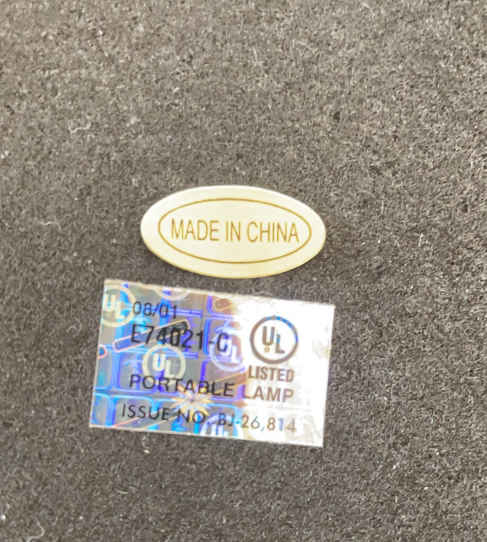 MADE IN CHINA
08/01
E74021-C
UL
LISTED
PORTABLE LAMP
ISSUE NO. BJ-26,814